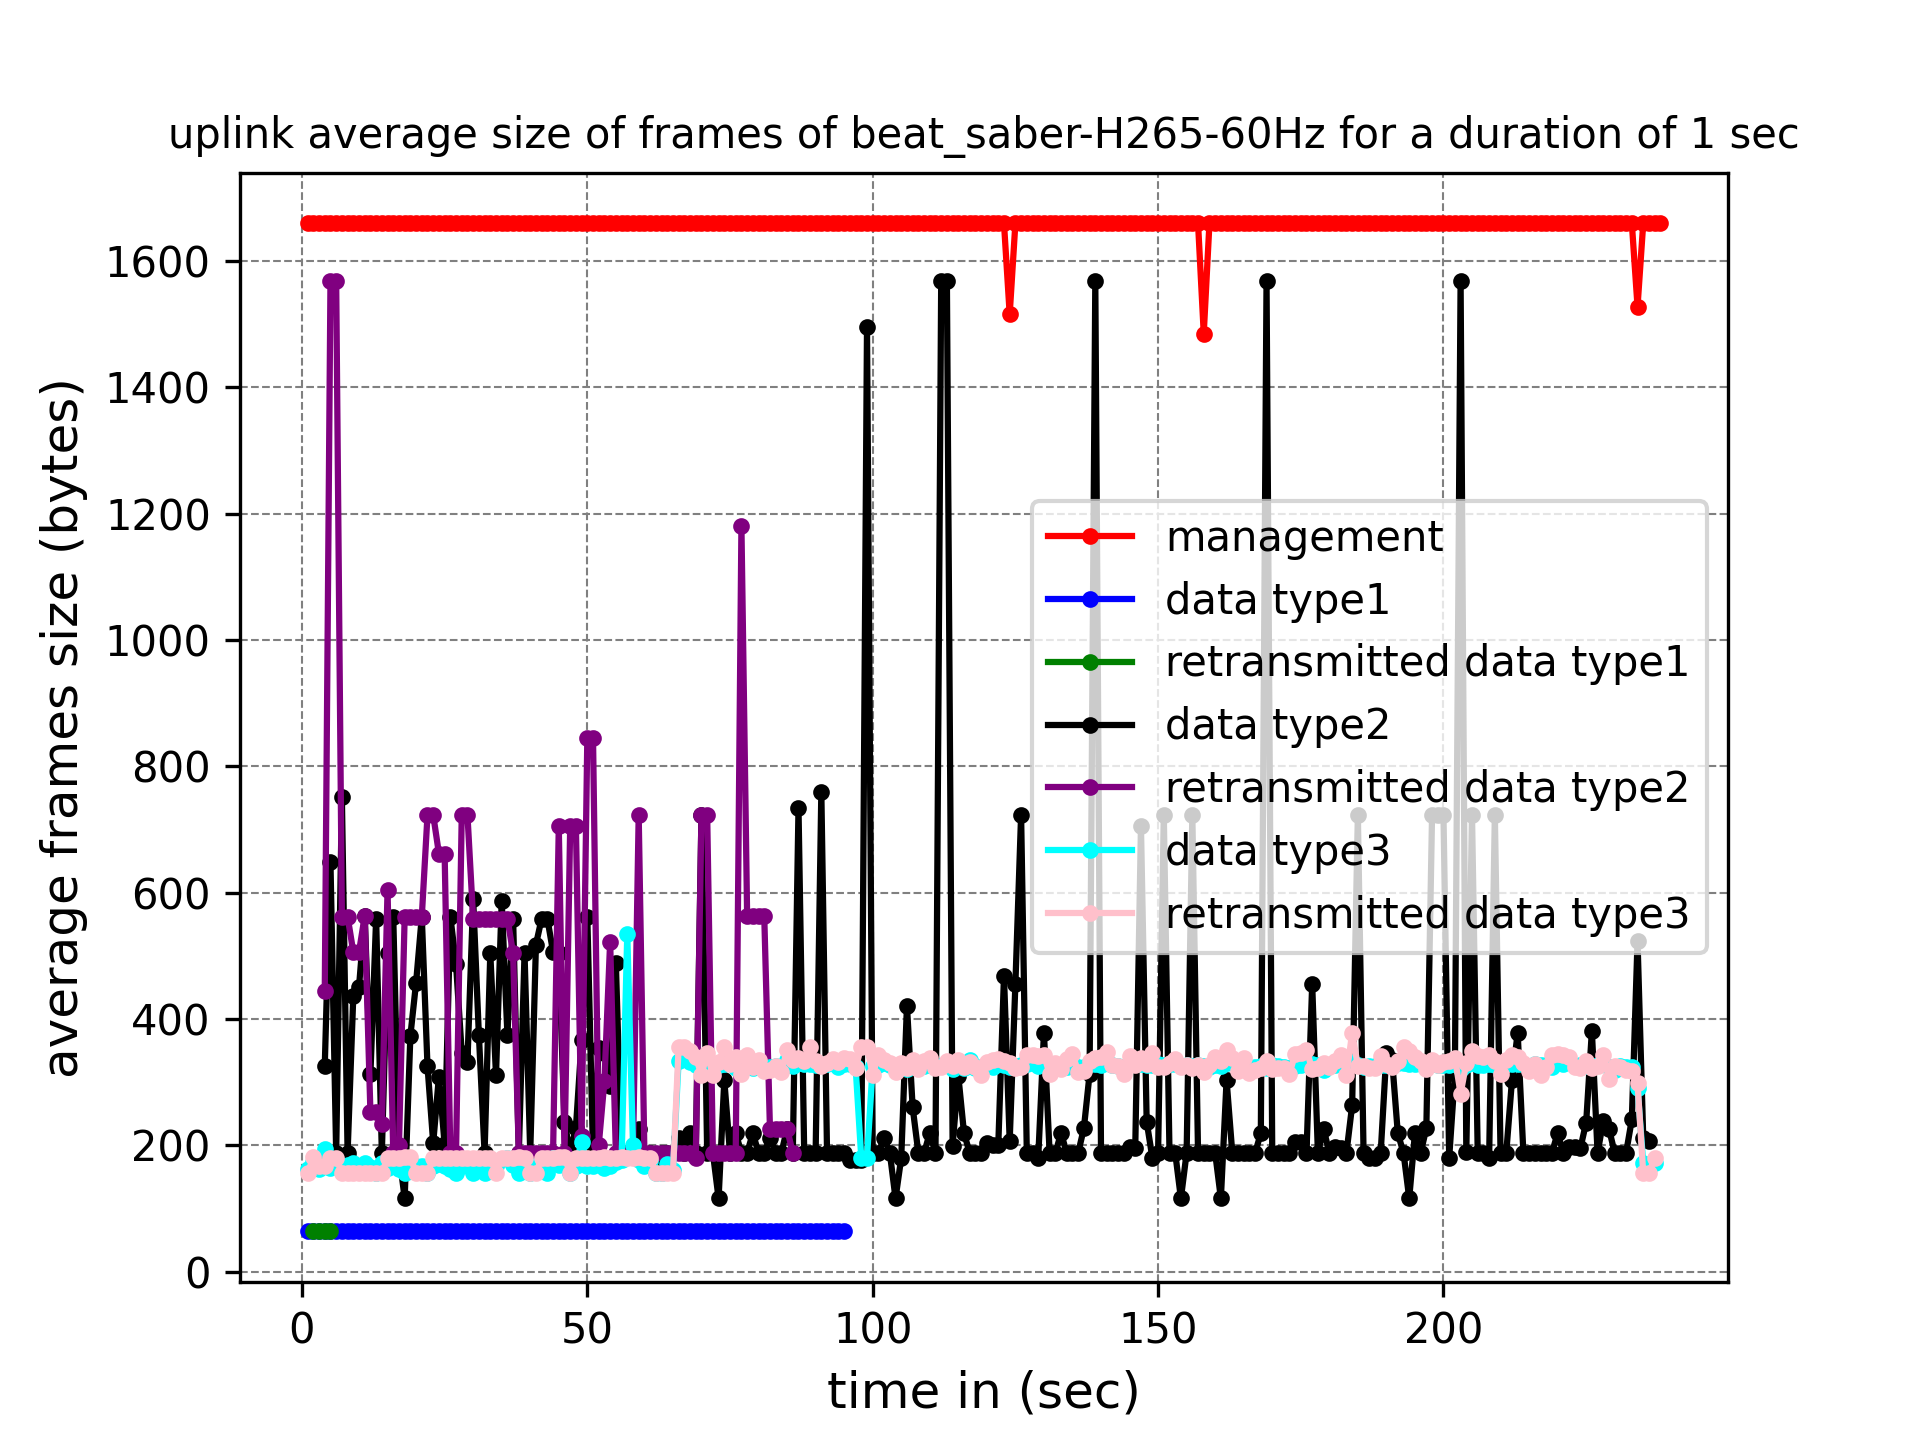 uplink average size of frames of beat_saber-H265-60Hz for a duration of 1 sec
average frames size (bytes)
1600
1400
1200
1000
800
600
400
200
0
management
data type1
retransmitted data type1
data type2
retransmitted data type2
data type3
retransmitted data type3
0 50 100 150 200
time in (sec)